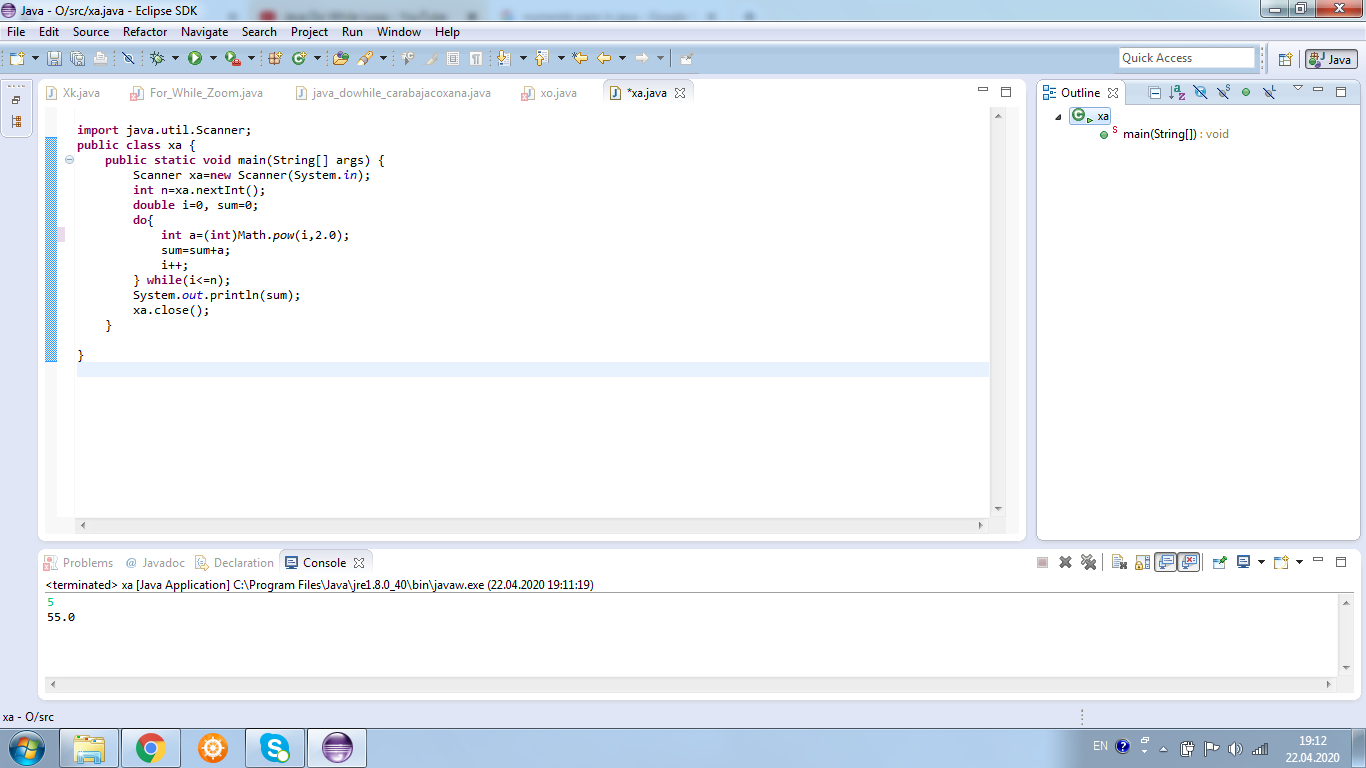 Java - O/src/xa.java - Eclipse SDK
File Edit Source Refactor Navigate Search Project Run Window Help
Quick Access
Java
Xk.java
For_While_Zoom.java
java_dowhile_carabajacoxana.java
xo.java
*xa.java
import java.util.Scanner;
public class xa {
public static void main(String[] args) {
Scanner xa=new Scanner(System.in);
int n=xa.nextInt();
double i=0, sum=0;
do{
int a=(int)Math.pow(i,2.0);
sum=sum+a;
i++;
} while(i<=n);
System.out.println(sum);
xa.close();
}
}
Outline
xa
main(String[]) : void
Problems @ Javadoc Declaration Console
<terminated> xa [Java Application] C:\Program Files\Java\jre1.8.0_40\bin\javaw.exe (22.04.2020 19:11:19)
5
55.0
xa - O/src
EN
19:12
22.04.2020